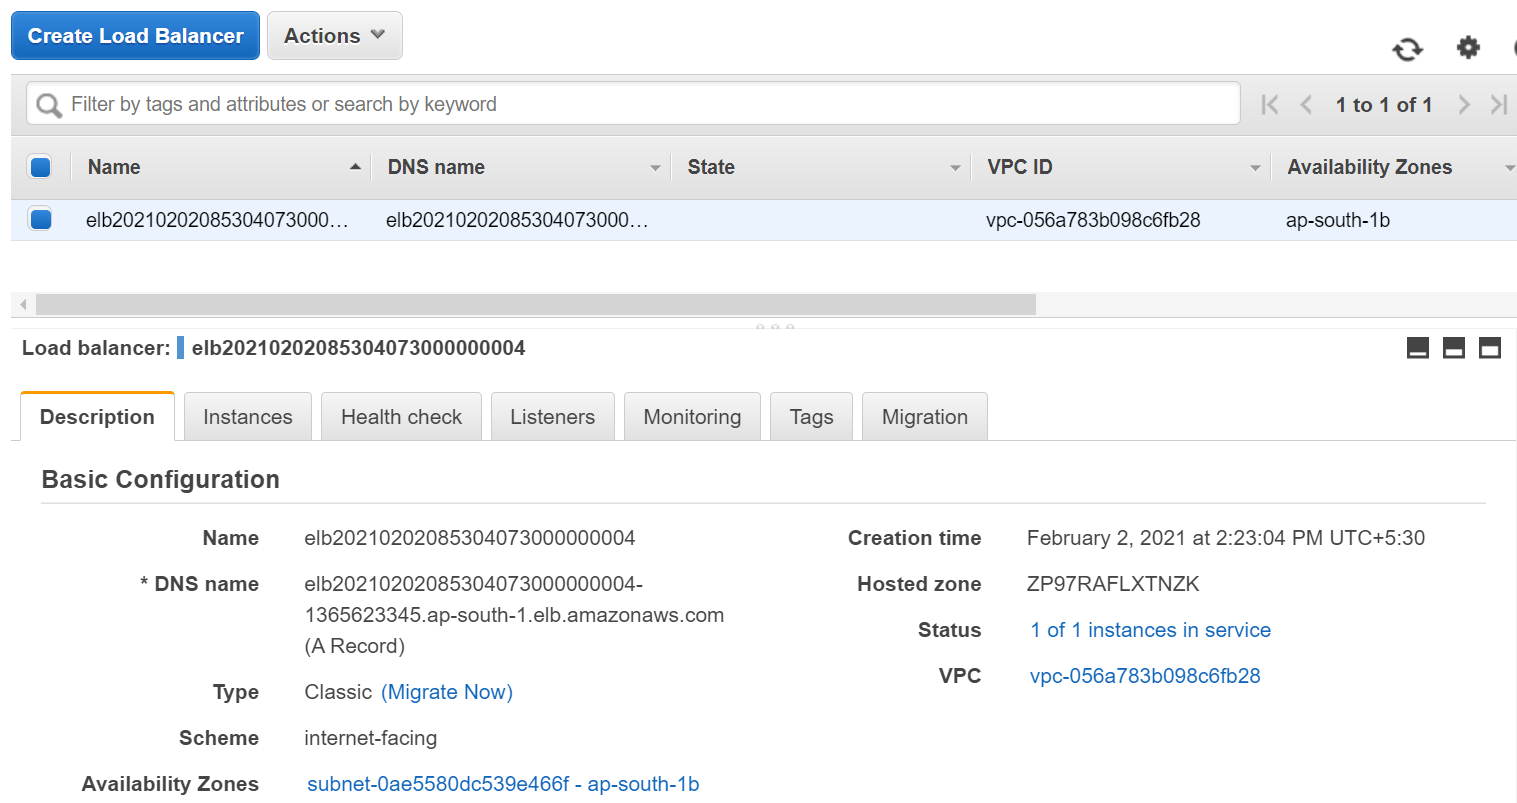 Create Load Balancer Actions
Filter by tags and attributes or search by keyword 1 to 1 of 1
Name DNS name State VPC ID Availability Zones
elb20210202085304073000… elb20210202085304073000… vpc-056a783b098c6fb28 ap-south-1b
Load balancer: elb20210202085304073000000004
Description Instances Health check Listeners Monitoring Tags Migration
Basic Configuration
Name elb20210202085304073000000004 Creation time February 2, 2021 at 2:23:04 PM UTC+5:30
* DNS name elb20210202085304073000000004- Hosted zone ZP97RAFLXTNZK
1365623345.ap-south-1.elb.amazonaws.com Status 1 of 1 instances in service
(A Record)
VPC vpc-056a783b098c6fb28
Type Classic (Migrate Now)
Scheme internet-facing
Availability Zones subnet-0ae5580dc539e466f - ap-south-1b